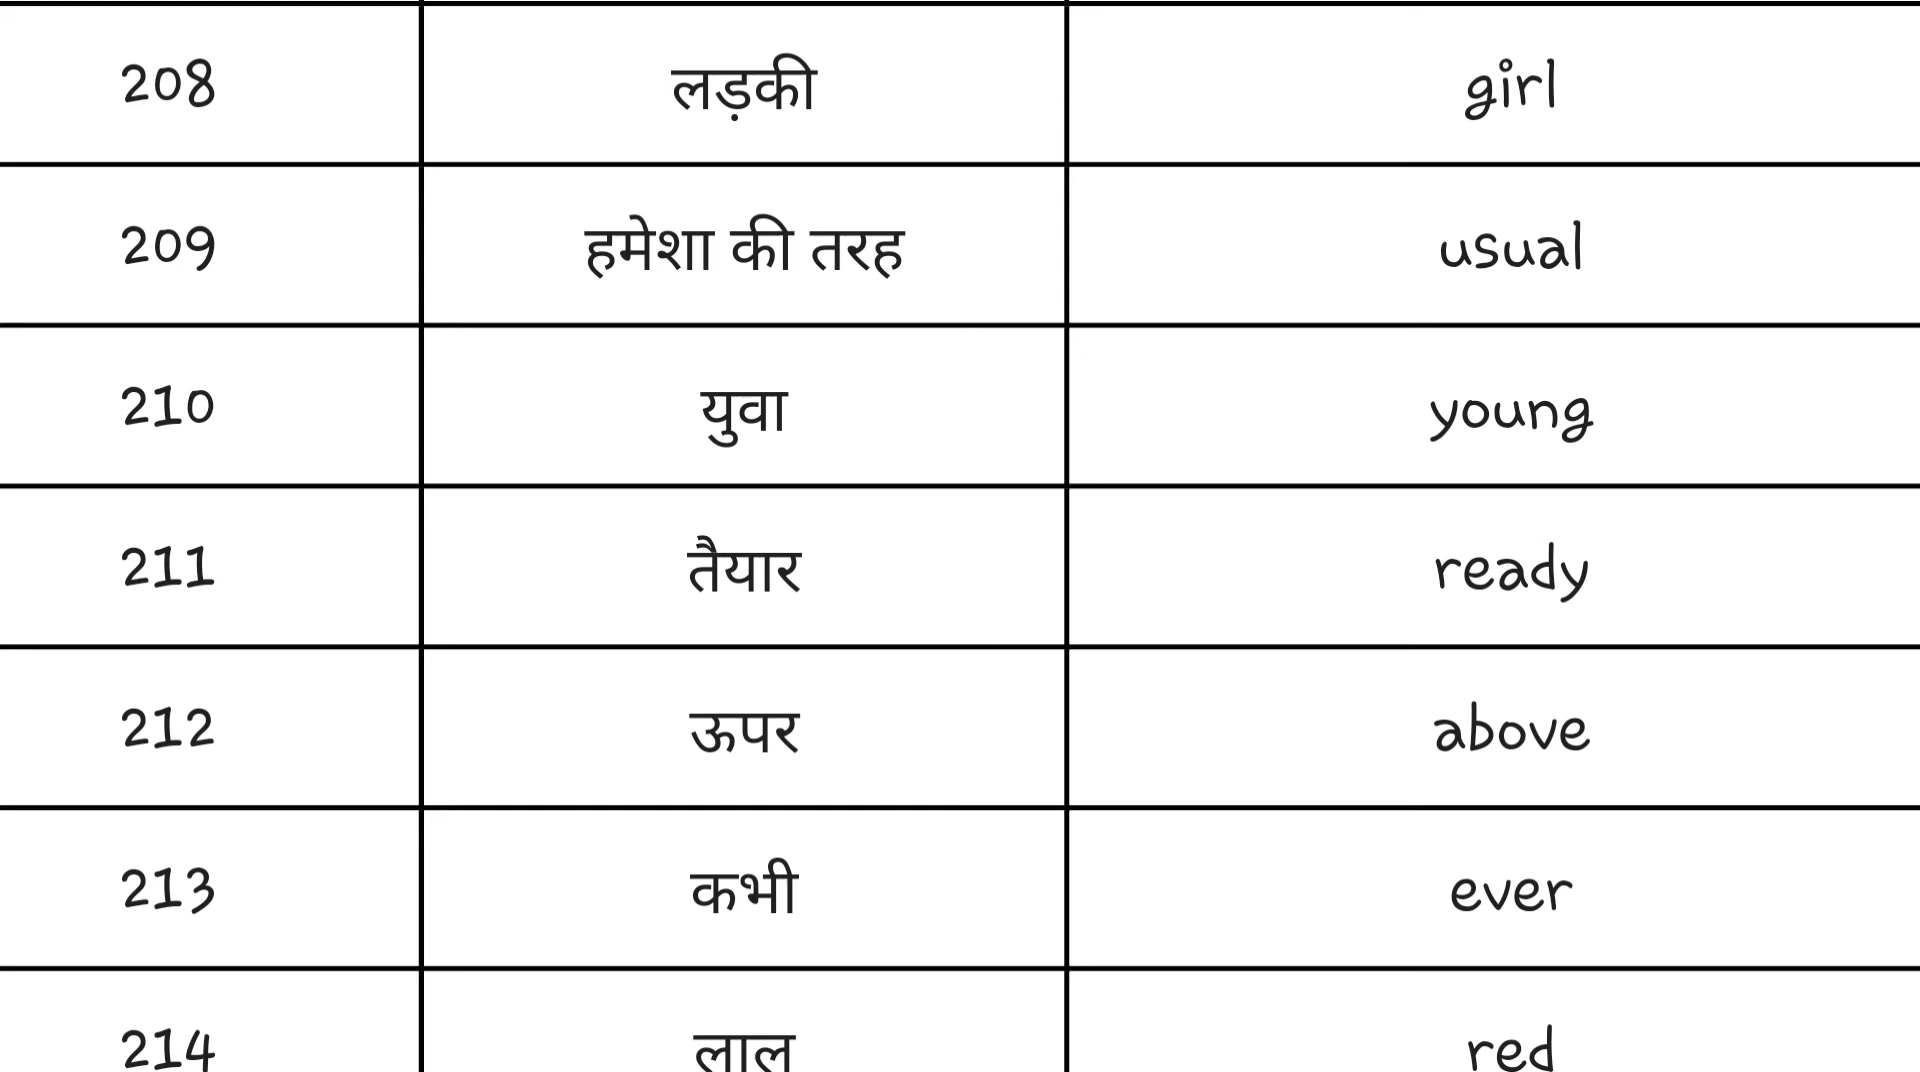 208 लड़की girl
209 हमेशा की तरह usual
210 युवा young
211 तैयार ready
212 ऊपर above
213 कभी ever
214 लाल red